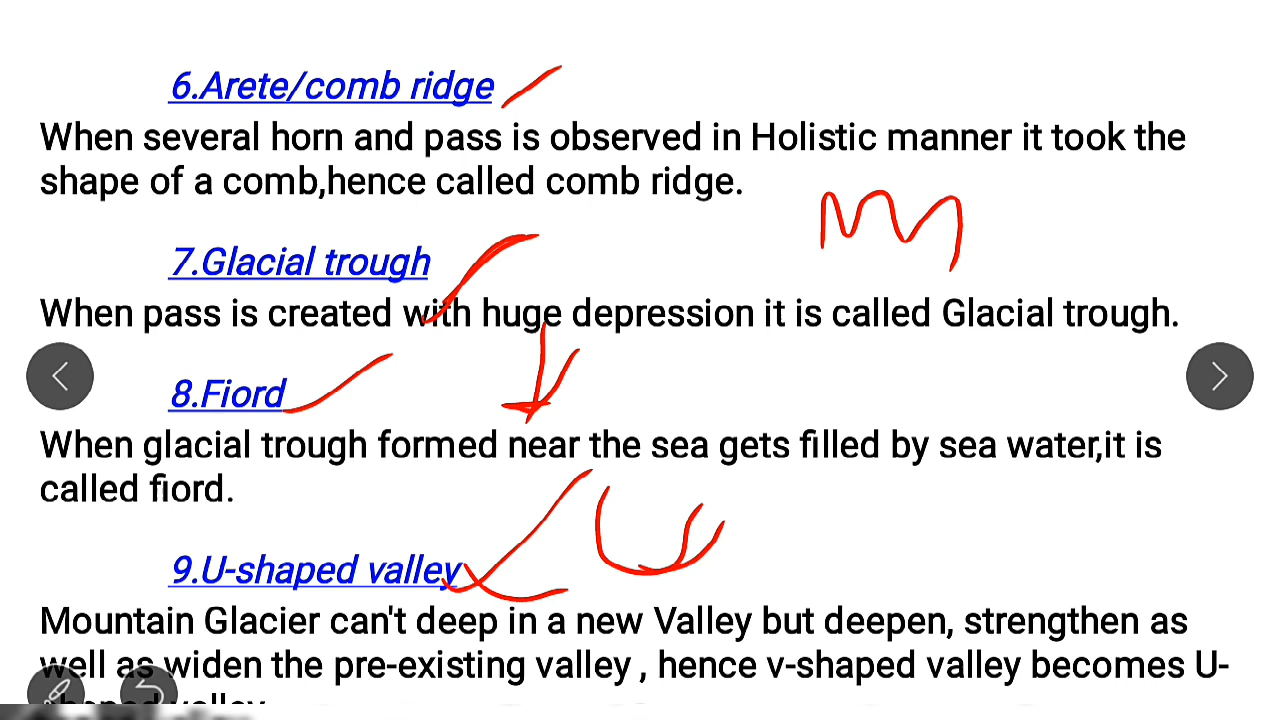 6.Arete/comb ridge
When several horn and pass is observed in Holistic manner it took the
shape of a comb,hence called comb ridge.
7.Glacial trough
When pass is created with huge depression it is called Glacial trough.
8.Fiord
When glacial trough formed near the sea gets filled by sea water,it is
called fiord.
9.U-shaped valley
Mountain Glacier can't deep in a new Valley but deepen, strengthen as
well as widen the pre-existing valley , hence v-shaped valley becomes U-
shaped valley